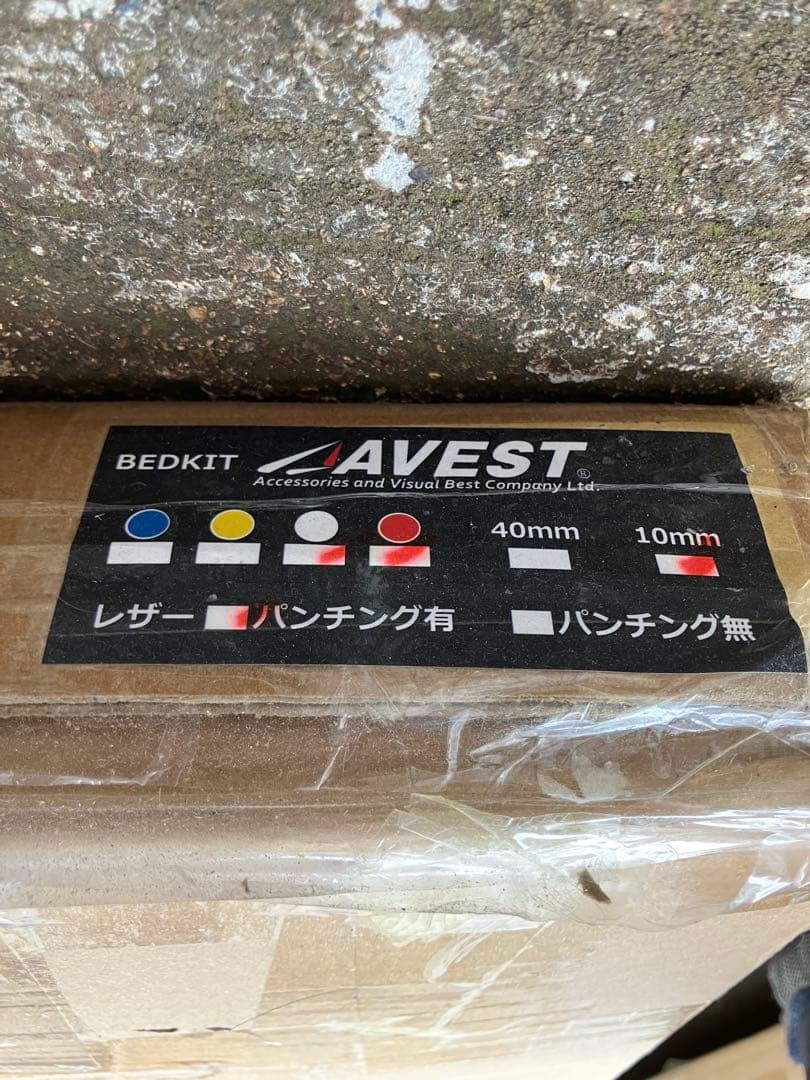 BEDKIT AVEST®
Accessories and Visual Best Company Ltd.
40mm 10mm
レザー パンチング有 パンチング無